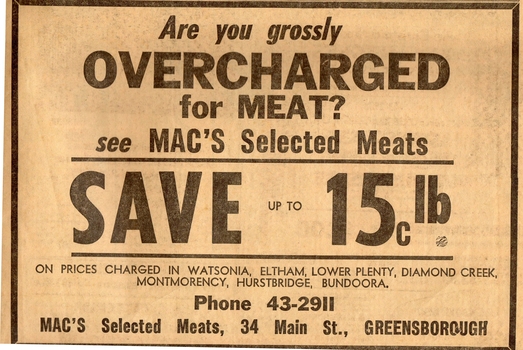 Are you grossly
OVERCHARGED
for MEAT?
see MAC'S Selected Meats
SAVE UP TO 15c lb
ON PRICES CHARGED IN WATSONIA, ELTHAM, LOWER PLENTY, DIAMOND CREEK,
MONTMORENCY, HURSTBRIDGE, BUNDOORA.
Phone 43-2911
MAC'S Selected Meats, 34 Main St., GREENSBOROUGH